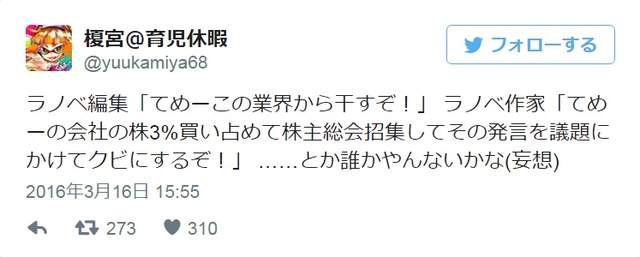 榎宮@育児休暇
フォローする
@yuukamiya68
ラノベ編集「てめーこの業界から干すぞ！」 ラノベ作家「てめ
ーの会社の株3%買い占めて株主総会招集してその発言を議題に
かけてクビにするぞ！」 ……とか誰かやんないかな(妄想)
2016年3月16日 15:55
273 310